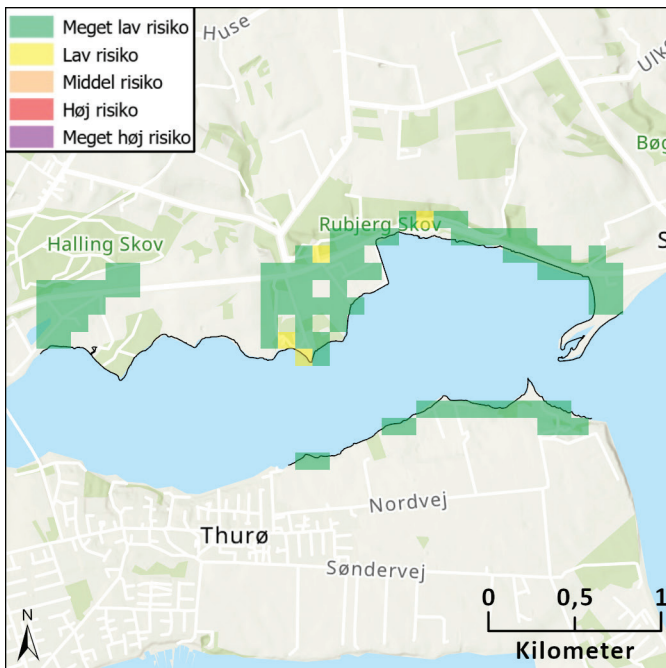 Meget lav risiko
Lav risiko
Middel risiko
Høj risiko
Meget høj risiko
Huse
Ulk
Bøg
Rubjerg Skov
Halling Skov
S
Nordvej
Thurø
Søndervej
0 0,5 1
Kilometer
N